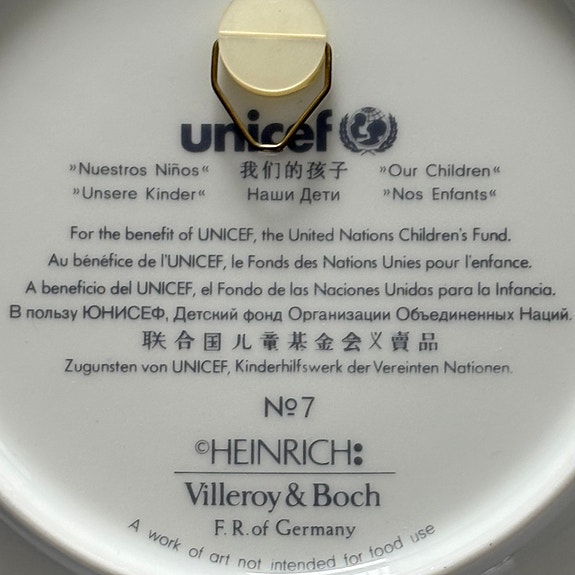 unicef
»Nuestros Niños« 我们的孩子 »Our Children«
»Unsere Kinder« Наши Дети »Nos Enfants«
For the benefit of UNICEF, the United Nations Children's Fund.
Au bénéfice de l'UNICEF, le Fonds des Nations Unies pour l'enfance.
A beneficio del UNICEF, el Fondo de las Naciones Unidas para la Infancia.
В пользу ЮНИСЕФ, Детский фонд Организации Объединенных Наций.
联合国儿童基金会义賣品
Zugunsten von UNICEF, Kinderhilfswerk der Vereinten Nationen.
Nº 7
©HEINRICH:
Villeroy & Boch
F. R. of Germany
A work of art not intended for food use